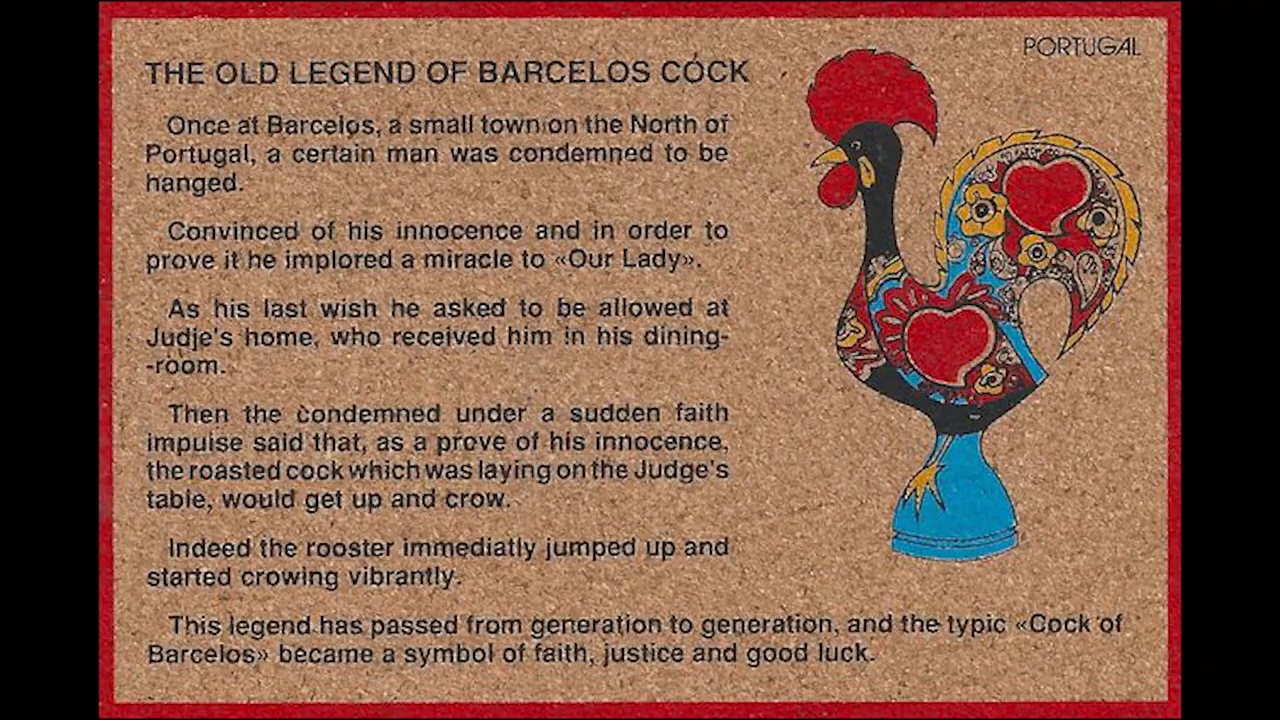 PORTUGAL
THE OLD LEGEND OF BARCELOS COCK
Once at Barcelos, a small town on the North of
Portugal, a certain man was condemned to be
hanged.
Convinced of his innocence and in order to
prove it he implored a miracle to «Our Lady».
As his last wish he asked to be allowed at
Judje's home, who received him in his dining-
-room.
Then the condemned under a sudden faith
impulse said that, as a prove of his innocence,
the roasted cock which was laying on the Judge's
table, would get up and crow.
Indeed the rooster immediatly jumped up and
started crowing vibrantly.
This legend has passed from generation to generation, and the typic «Cock of
Barcelos» became a symbol of faith, justice and good luck.